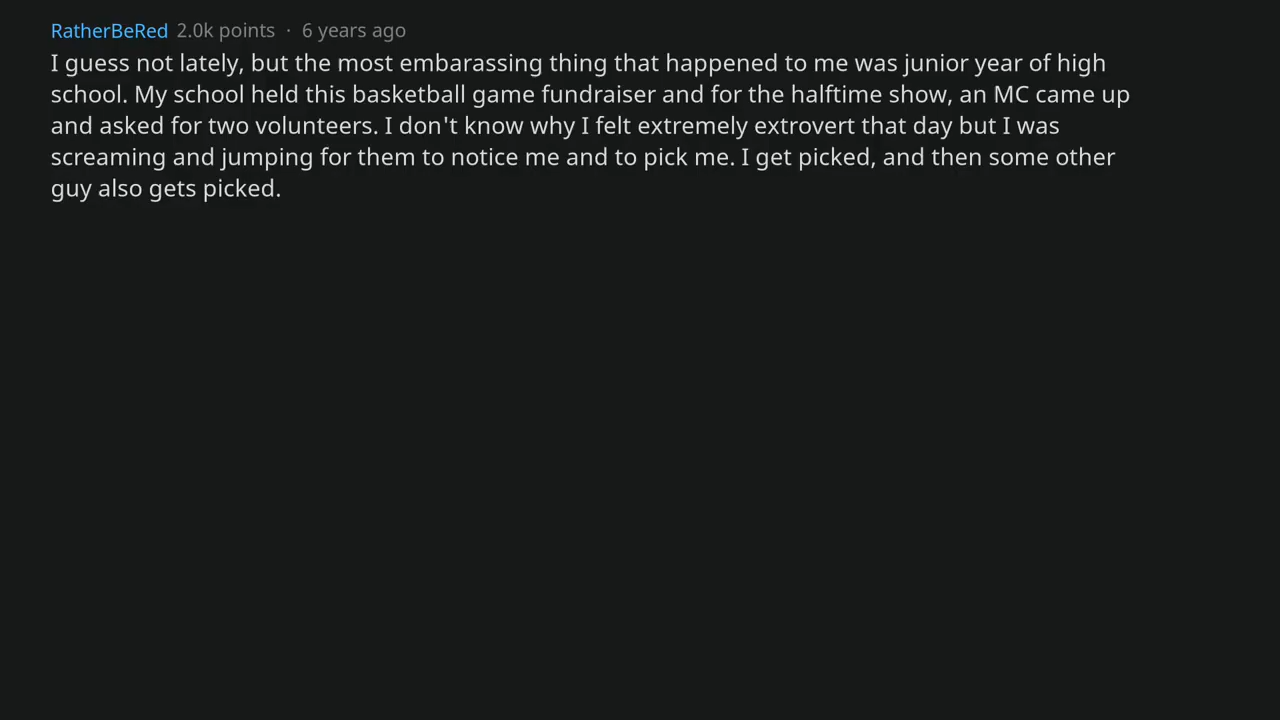 RatherBeRed 2.0k points · 6 years ago
I guess not lately, but the most embarassing thing that happened to me was junior year of high
school. My school held this basketball game fundraiser and for the halftime show, an MC came up
and asked for two volunteers. I don't know why I felt extremely extrovert that day but I was
screaming and jumping for them to notice me and to pick me. I get picked, and then some other
guy also gets picked.